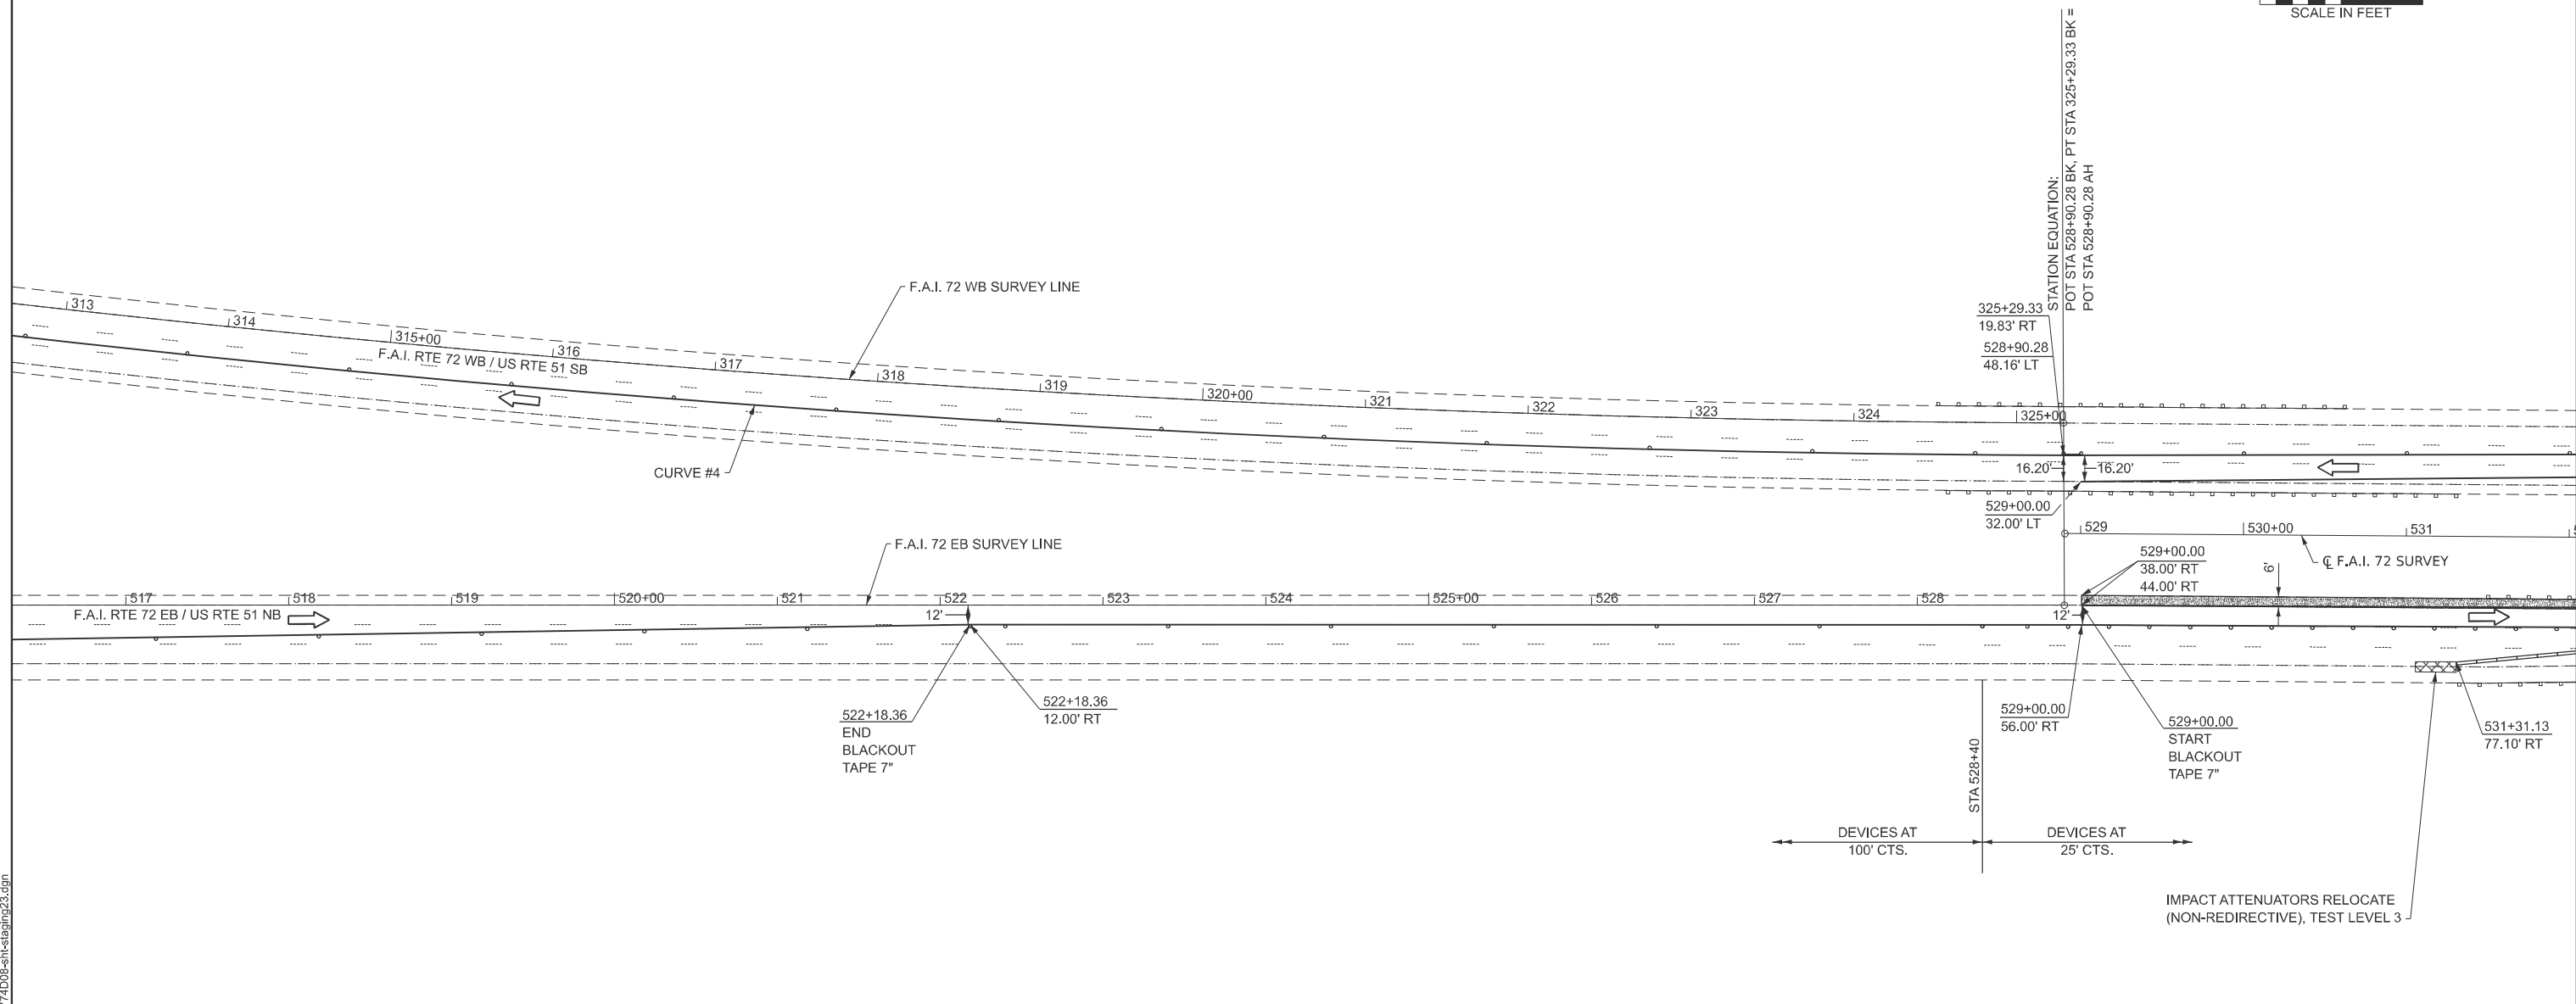 SCALE IN FEET
STATION EQUATION:
POT STA 528+90.28 BK, PT STA 325+29.33 BK =
POT STA 528+90.28 AH
F.A.I. 72 WB SURVEY LINE
313
314
315+00
316
317
318
319
320+00
321
322
323
324
325+00
F.A.I. RTE 72 WB / US RTE 51 SB
CURVE #4
325+29.33
19.83' RT
528+90.28
48.16' LT
16.20'
16.20'
529+00.00
32.00' LT
529
530+00
531
℄ F.A.I. 72 SURVEY
F.A.I. 72 EB SURVEY LINE
529+00.00
38.00' RT
44.00' RT
6'
517
518
519
520+00
521
522
523
524
525+00
526
527
528
F.A.I. RTE 72 EB / US RTE 51 NB
12'
12'
522+18.36
END
BLACKOUT
TAPE 7"
522+18.36
12.00' RT
529+00.00
56.00' RT
529+00.00
START
BLACKOUT
TAPE 7"
531+31.13
77.10' RT
STA 528+40
DEVICES AT
100' CTS.
DEVICES AT
25' CTS.
IMPACT ATTENUATORS RELOCATE
(NON-REDIRECTIVE), TEST LEVEL 3
74D08-sht-staging23.dgn